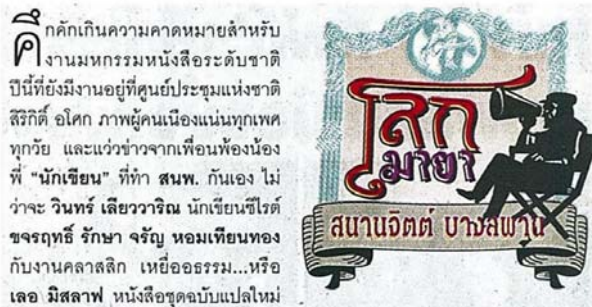 คึกคักเกินความคาดหมายสำหรับ
งานมหกรรมหนังสือระดับชาติ
ปีนี้ที่ยังมีงานอยู่ที่ศูนย์ประชุมแห่งชาติ
สิริกิติ์ อโศก ภาพผู้คนเนืองแน่นทุกเพศ
ทุกวัย และแว่วข่าวจากเพื่อนพ้องน้อง
พี่ "นักเขียน" ที่ทำ สนพ. กันเอง ไม่
ว่าจะ วินทร์ เลียววาริณ นักเขียนซีไรต์
ขจรฤทธิ์ รักษา จรัญ หอมเทียนทอง
กับงานคลาสสิก เหยื่ออธรรม...หรือ
เลอ มิสลาฟ หนังสือชุดฉบับแปลใหม่
โลก
มายา
สนานจิตต์ บางสพาน